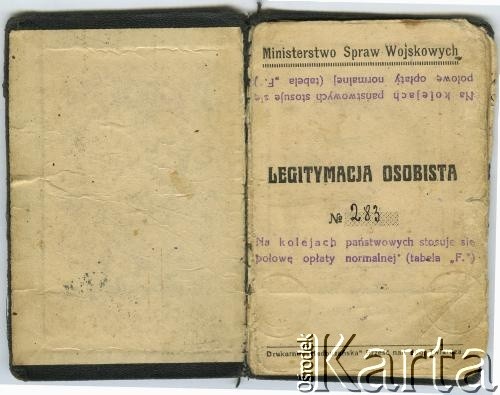 Ministerstwo Spraw Wojskowych
Na kolejach państwowych stosuje się
połowę opłaty normalnej (tabela „F.”)
LEGITYMACJA OSOBISTA
№ 283
Na kolejach państwowych stosuje się
połowę opłaty normalnej (tabela „F.”)
Drukarnia
ośrodek
Karta